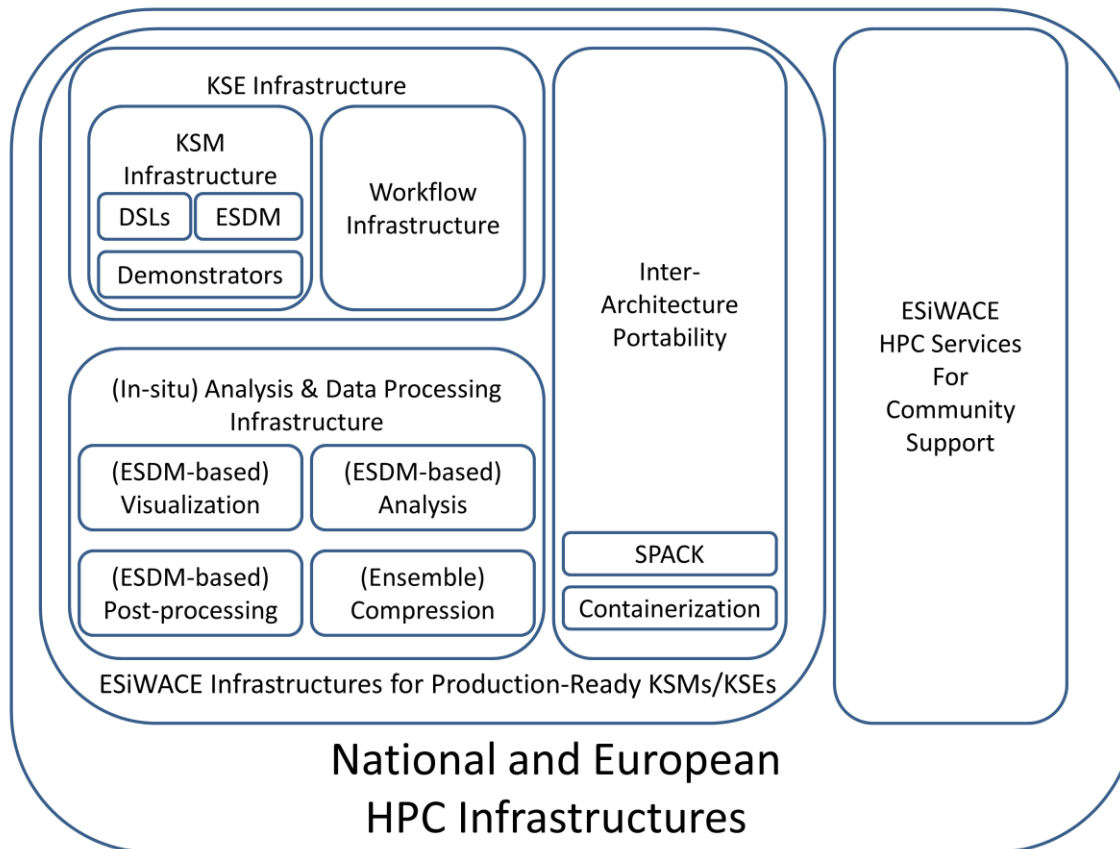 KSE Infrastructure
KSM
Infrastructure
DSLs
ESDM
Demonstrators
Workflow
Infrastructure
(In-situ) Analysis & Data Processing
Infrastructure
(ESDM-based)
Visualization
(ESDM-based)
Analysis
(ESDM-based)
Post-processing
(Ensemble)
Compression
Inter-
Architecture
Portability
SPACK
Containerization
ESiWACE Infrastructures for Production-Ready KSMs/KSEs
ESiWACE
HPC Services
For
Community
Support
National and European
HPC Infrastructures